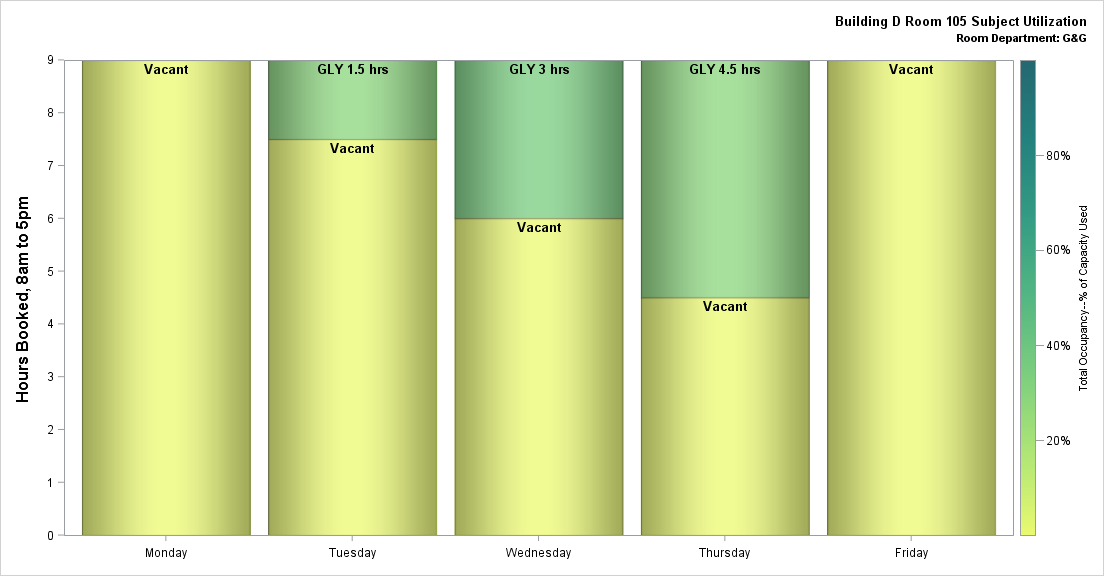 Building D Room 105 Subject Utilization
Room Department: G&G
Hours Booked, 8am to 5pm
9
8
7
6
5
4
3
2
1
0
Vacant
GLY 1.5 hrs
Vacant
GLY 3 hrs
Vacant
GLY 4.5 hrs
Vacant
Vacant
Monday
Tuesday
Wednesday
Thursday
Friday
80%
60%
40%
20%
Total Occupancy--% of Capacity Used